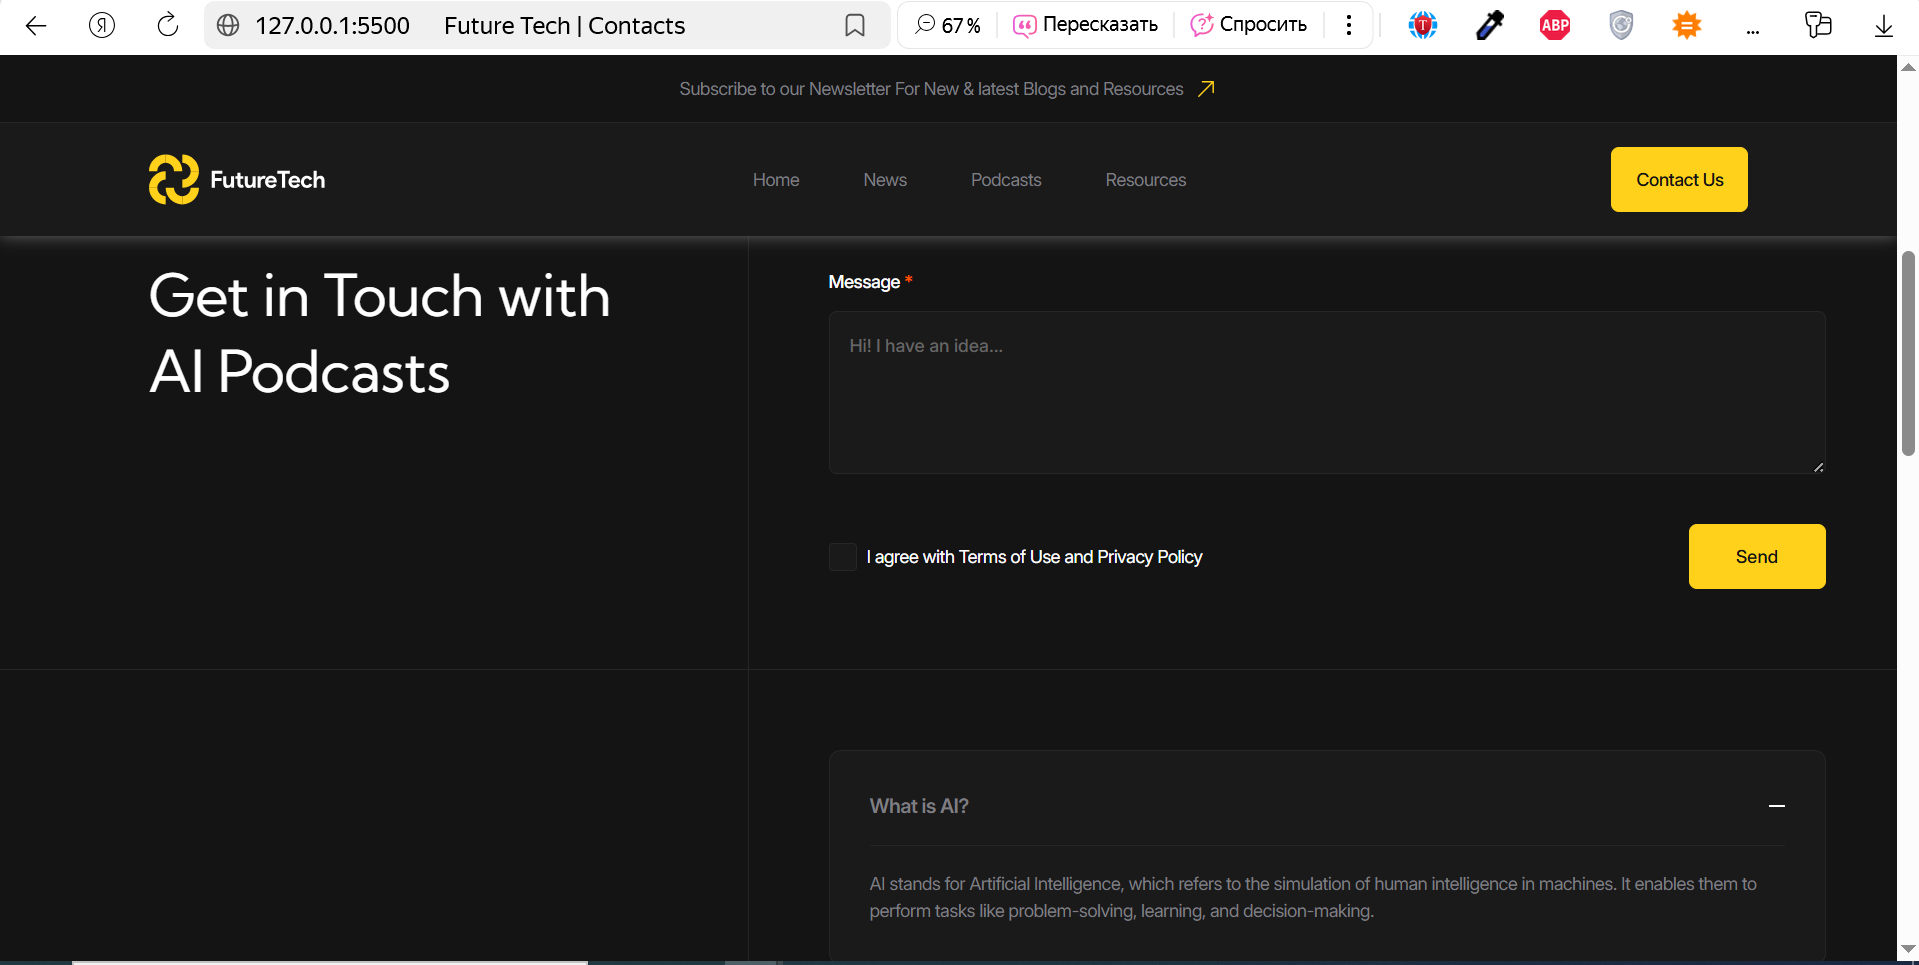 127.0.0.1:5500 Future Tech | Contacts 67 % Пересказать Спросить ABP ...
Subscribe to our Newsletter For New & latest Blogs and Resources
FutureTech Home News Podcasts Resources Contact Us
Get in Touch with
AI Podcasts
Message *
Hi! I have an idea...
I agree with Terms of Use and Privacy Policy Send
What is AI?
AI stands for Artificial Intelligence, which refers to the simulation of human intelligence in machines. It enables them to
perform tasks like problem-solving, learning, and decision-making.